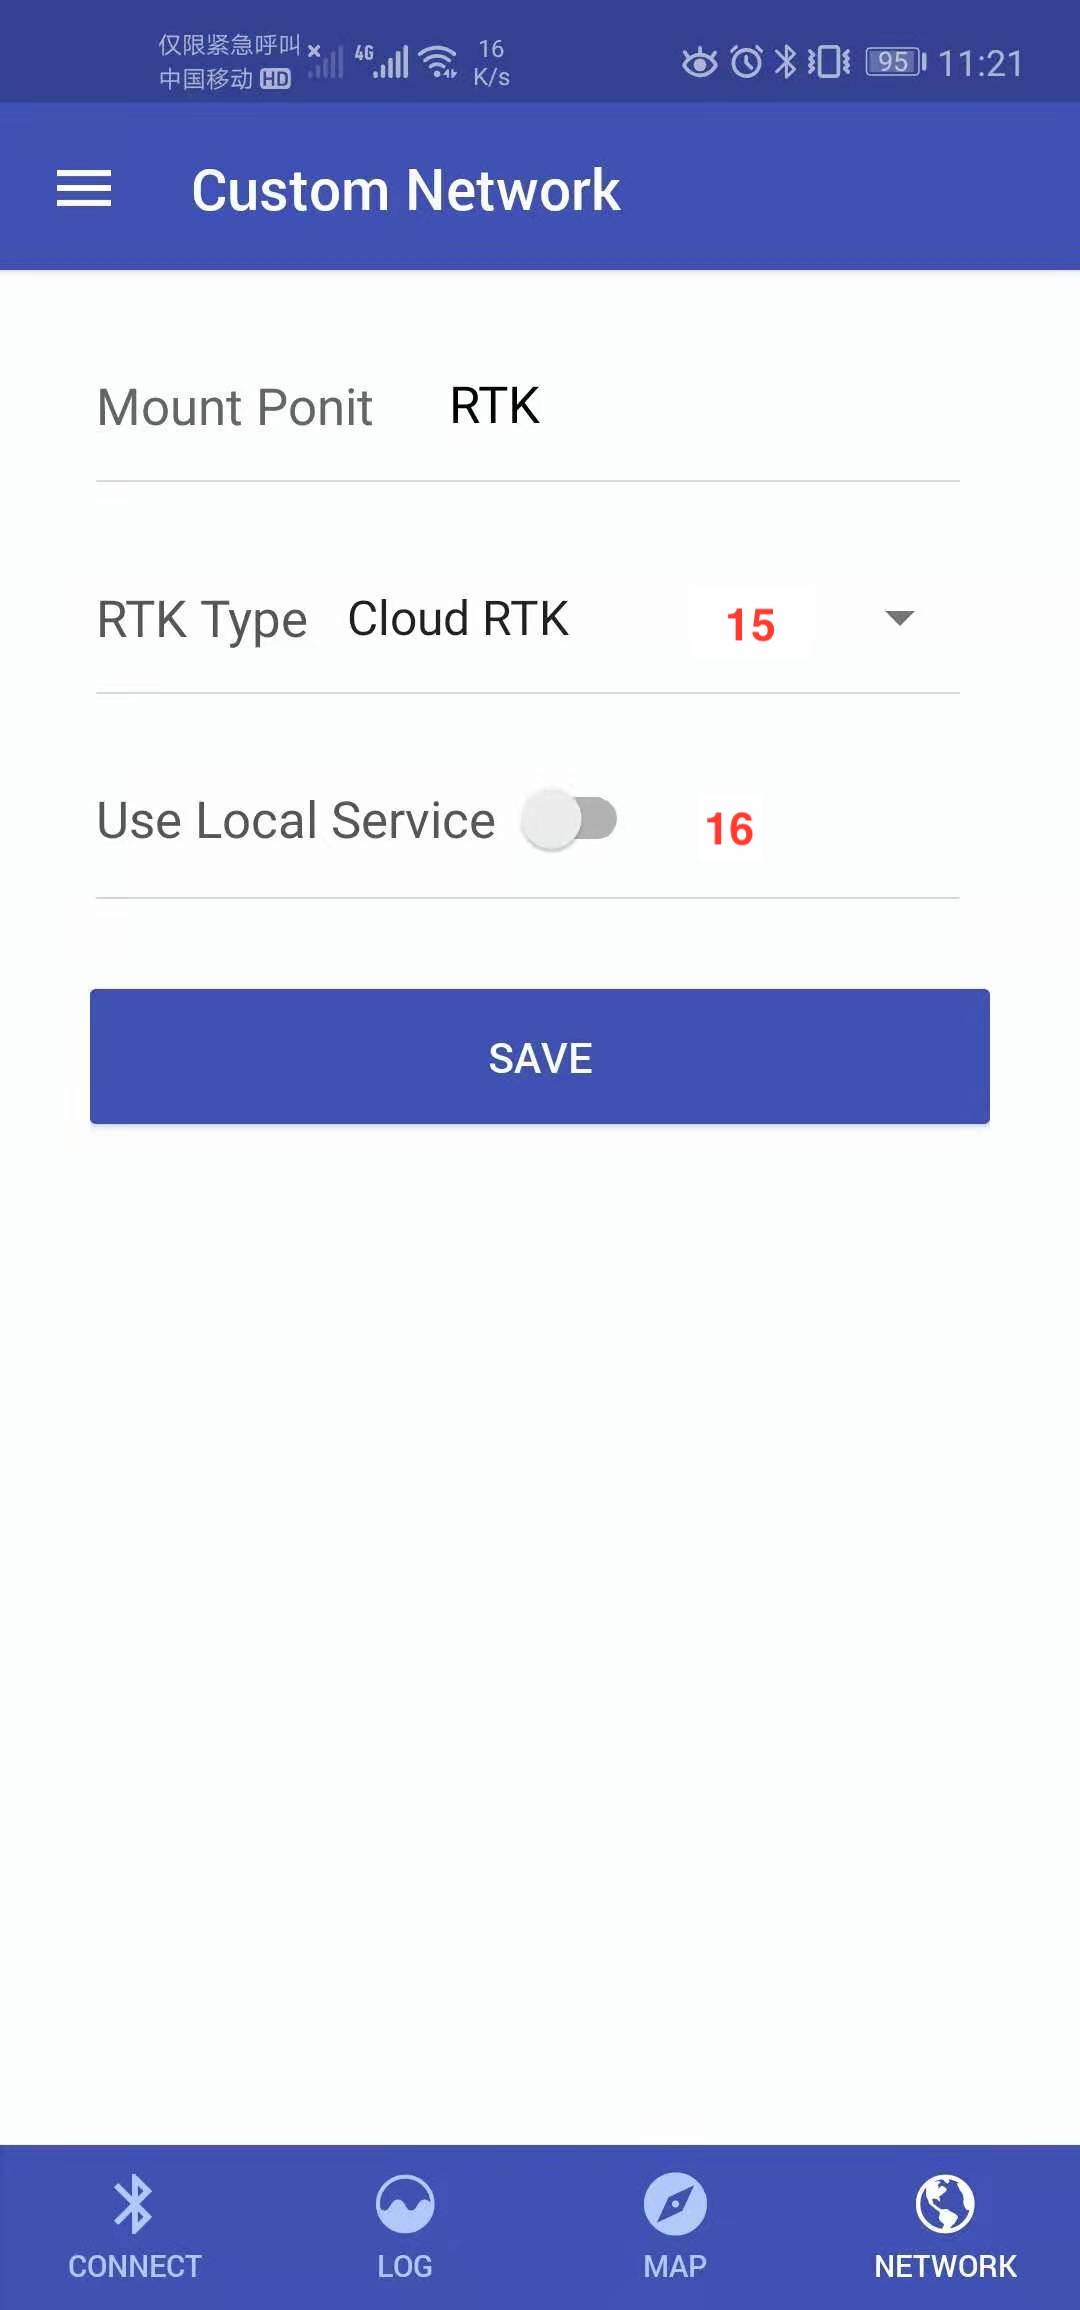 仅限紧急呼叫
中国移动 HD
4G
16
K/s
95
11:21
Custom Network
Mount Ponit RTK
RTK Type Cloud RTK 15
Use Local Service 16
SAVE
CONNECT LOG MAP NETWORK